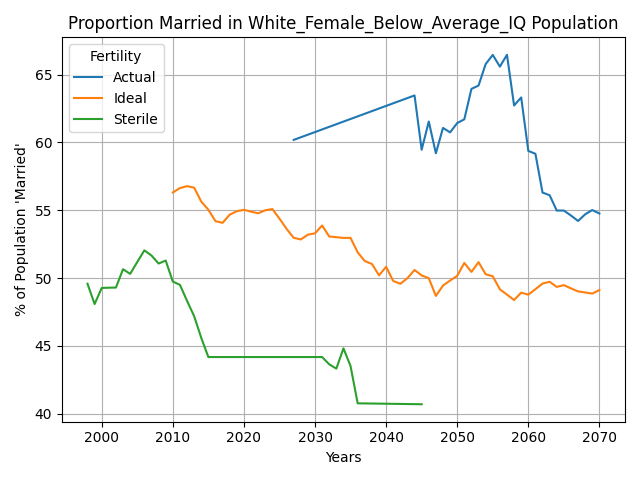 Proportion Married in White_Female_Below_Average_IQ Population
Fertility
Actual
Ideal
Sterile
% of Population 'Married'
65
60
55
50
45
40
2000
2010
2020
2030
2040
2050
2060
2070
Years